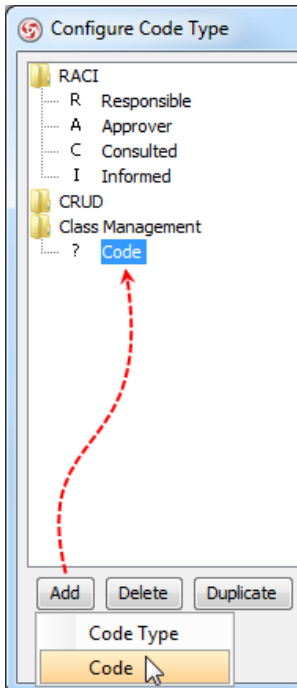 Configure Code Type
RACI
R Responsible
A Approver
C Consulted
I Informed
CRUD
Class Management
? Code
Add Delete Duplicate
Code Type
Code